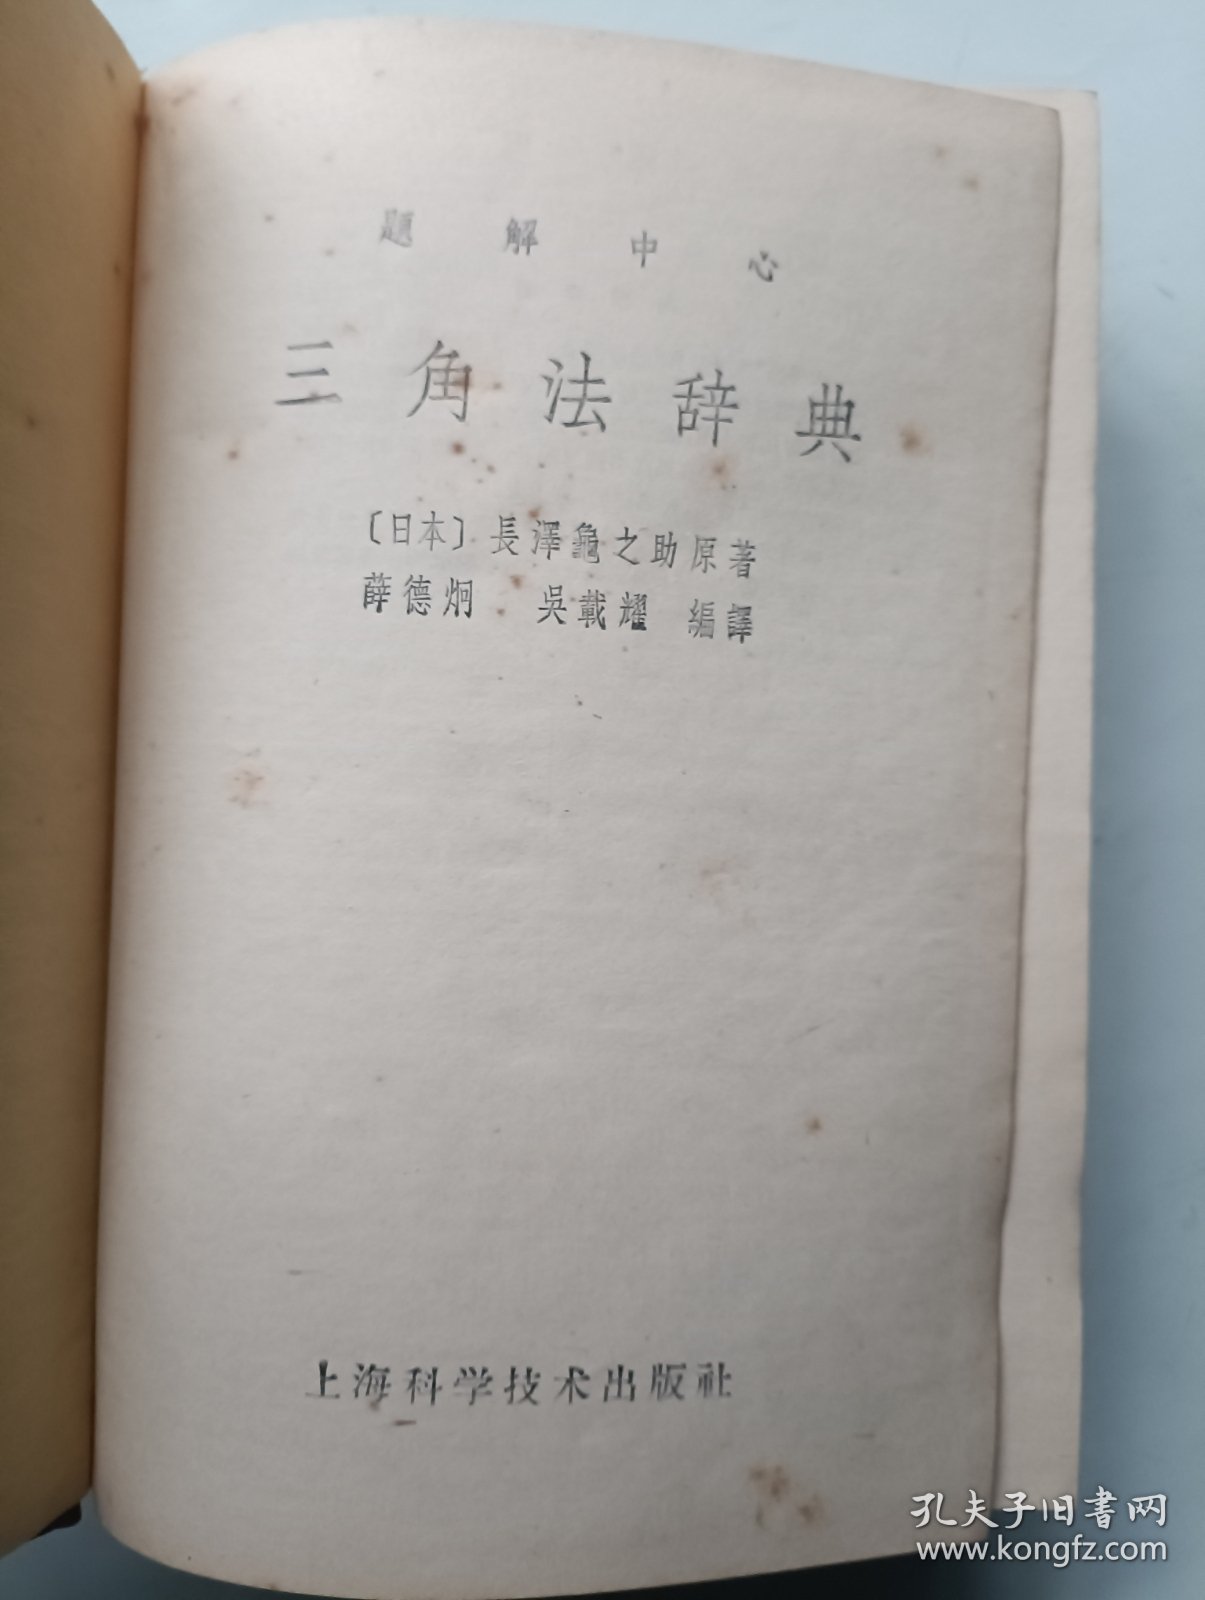 題解中心
三角法辞典
〔日本〕長澤龜之助原著
薛德炯 吳載耀 編譯
上海科学技术出版社
孔夫子旧書网
www.kongfz.com